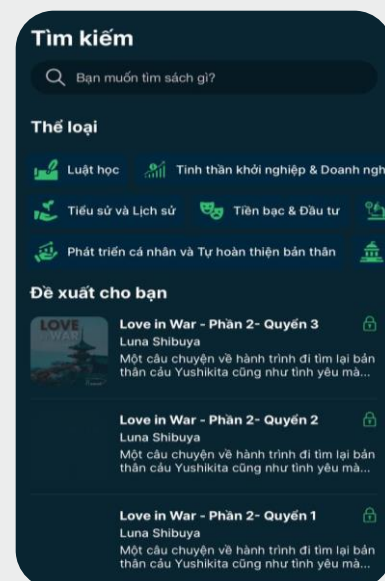 Tìm kiếm
Bạn muốn tìm sách gì?
Thể loại
Luật học
Tinh thần khởi nghiệp & Doanh ngh
Tiểu sử và Lịch sử
Tiền bạc & Đầu tư
Phát triển cá nhân và Tự hoàn thiện bản thân
Đề xuất cho bạn
LOVE
IN WAR
Love in War - Phần 2- Quyển 3
Luna Shibuya
Một câu chuyện về hành trình đi tìm lại bản
thân cảu Yushikita cũng như tình yêu mà...
Love in War - Phần 2- Quyển 2
Luna Shibuya
Một câu chuyện về hành trình đi tìm lại bản
thân cảu Yushikita cũng như tình yêu mà...
Love in War - Phần 2- Quyển 1
Luna Shibuya
Một câu chuyện về hành trình đi tìm lại bản
thân cảu Yushikita cũng như tình yêu mà...